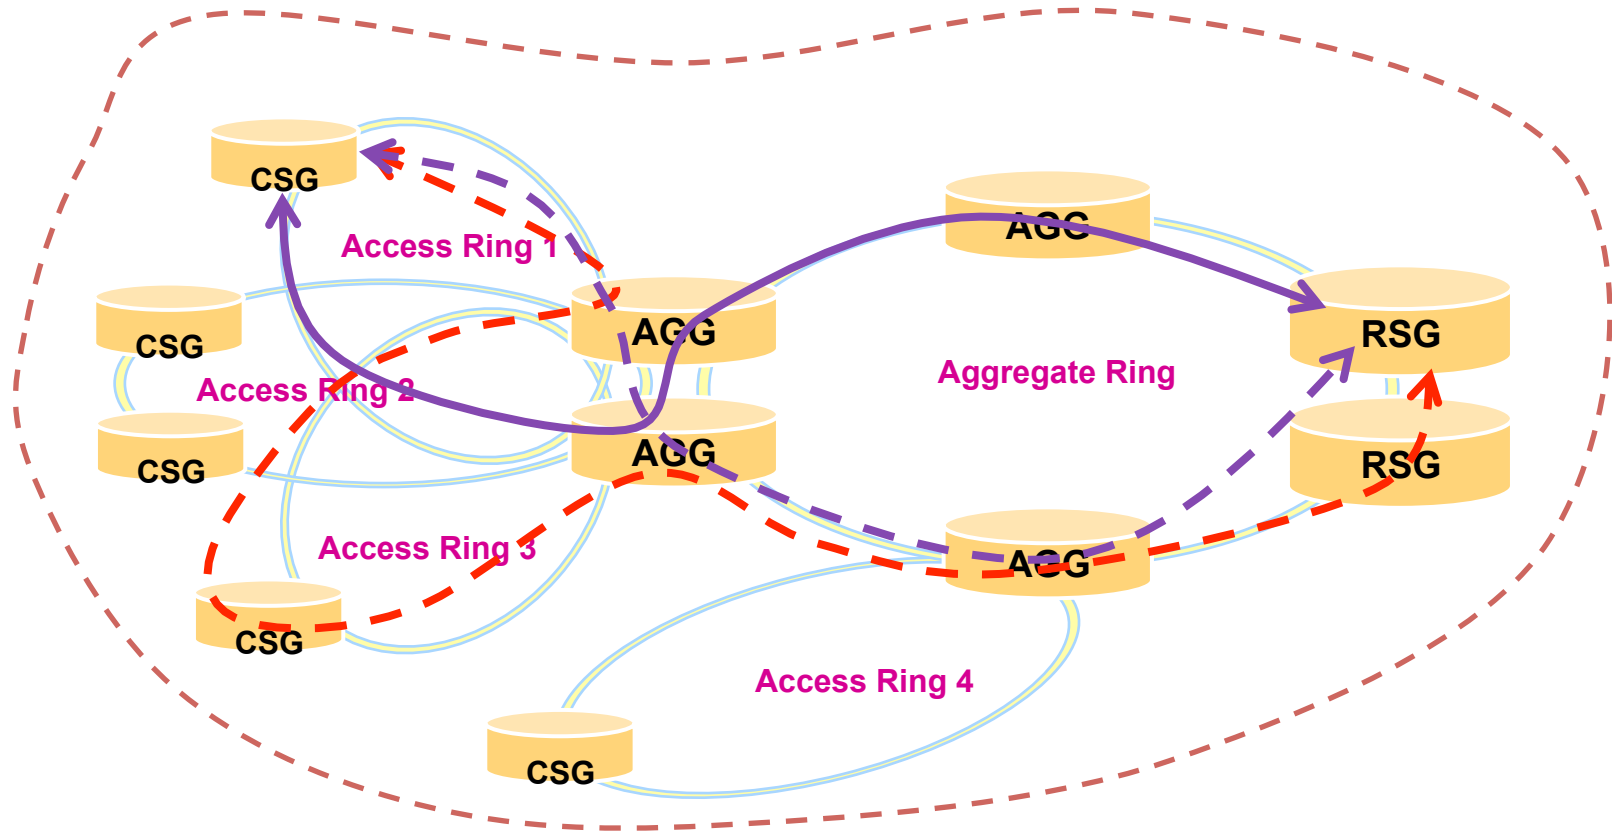 CSG
AGG
Access Ring 1
RSG
AGG
CSG
Aggregate Ring
Access Ring 2
AGG
RSG
CSG
Access Ring 3
AGG
CSG
Access Ring 4
CSG